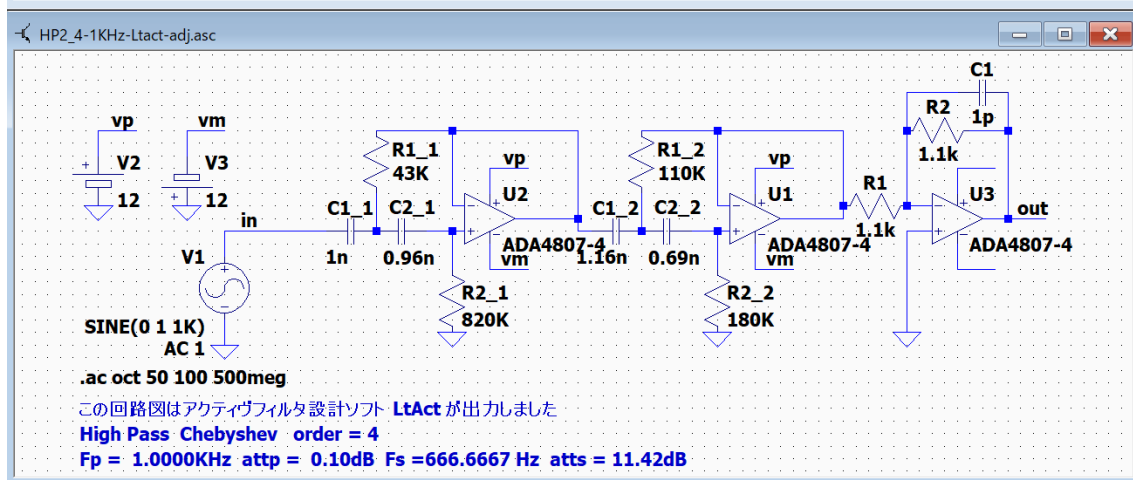 HP2_4-1KHz-Ltact-adj.asc
C1
1p
R2
1.1k
vp
vm
V2
12
V3
12
in
V1
SINE(0 1 1K)
AC 1
C1_1
1n
R1_1
43K
C2_1
0.96n
vp
U2
ADA4807-4
vm
R2_1
820K
C1_2
1.16n
R1_2
110K
C2_2
0.69n
vp
U1
ADA4807-4
vm
R2_2
180K
R1
1.1k
U3
ADA4807-4
out
.ac oct 50 100 500meg
この回路図はアクティヴフィルタ設計ソフト LtAct が出力しました
High Pass Chebyshev order = 4
Fp = 1.0000KHz attp = 0.10dB Fs =666.6667 Hz atts = 11.42dB